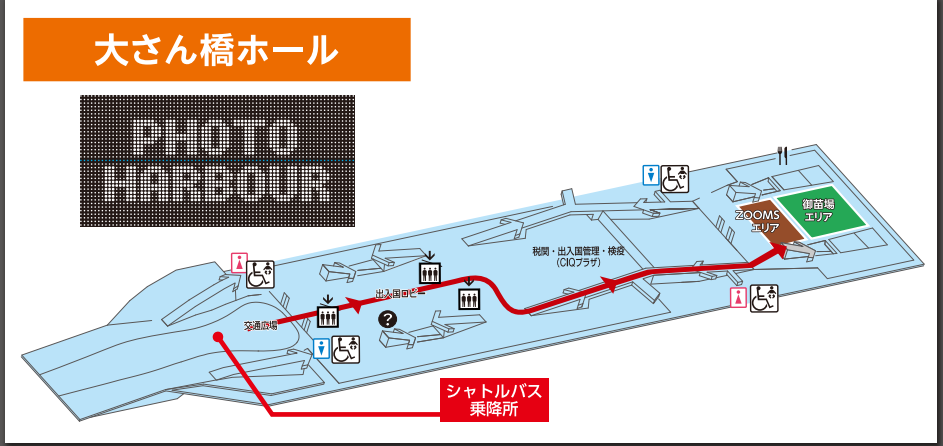 大さん橋ホール
PHOTO
HARBOUR
御苗場
エリア
ZOOMS
エリア
税関・出入国管理・検疫
(CIQプラザ)
出入国ロビー
交通広場
?
シャトルバス
乗降所